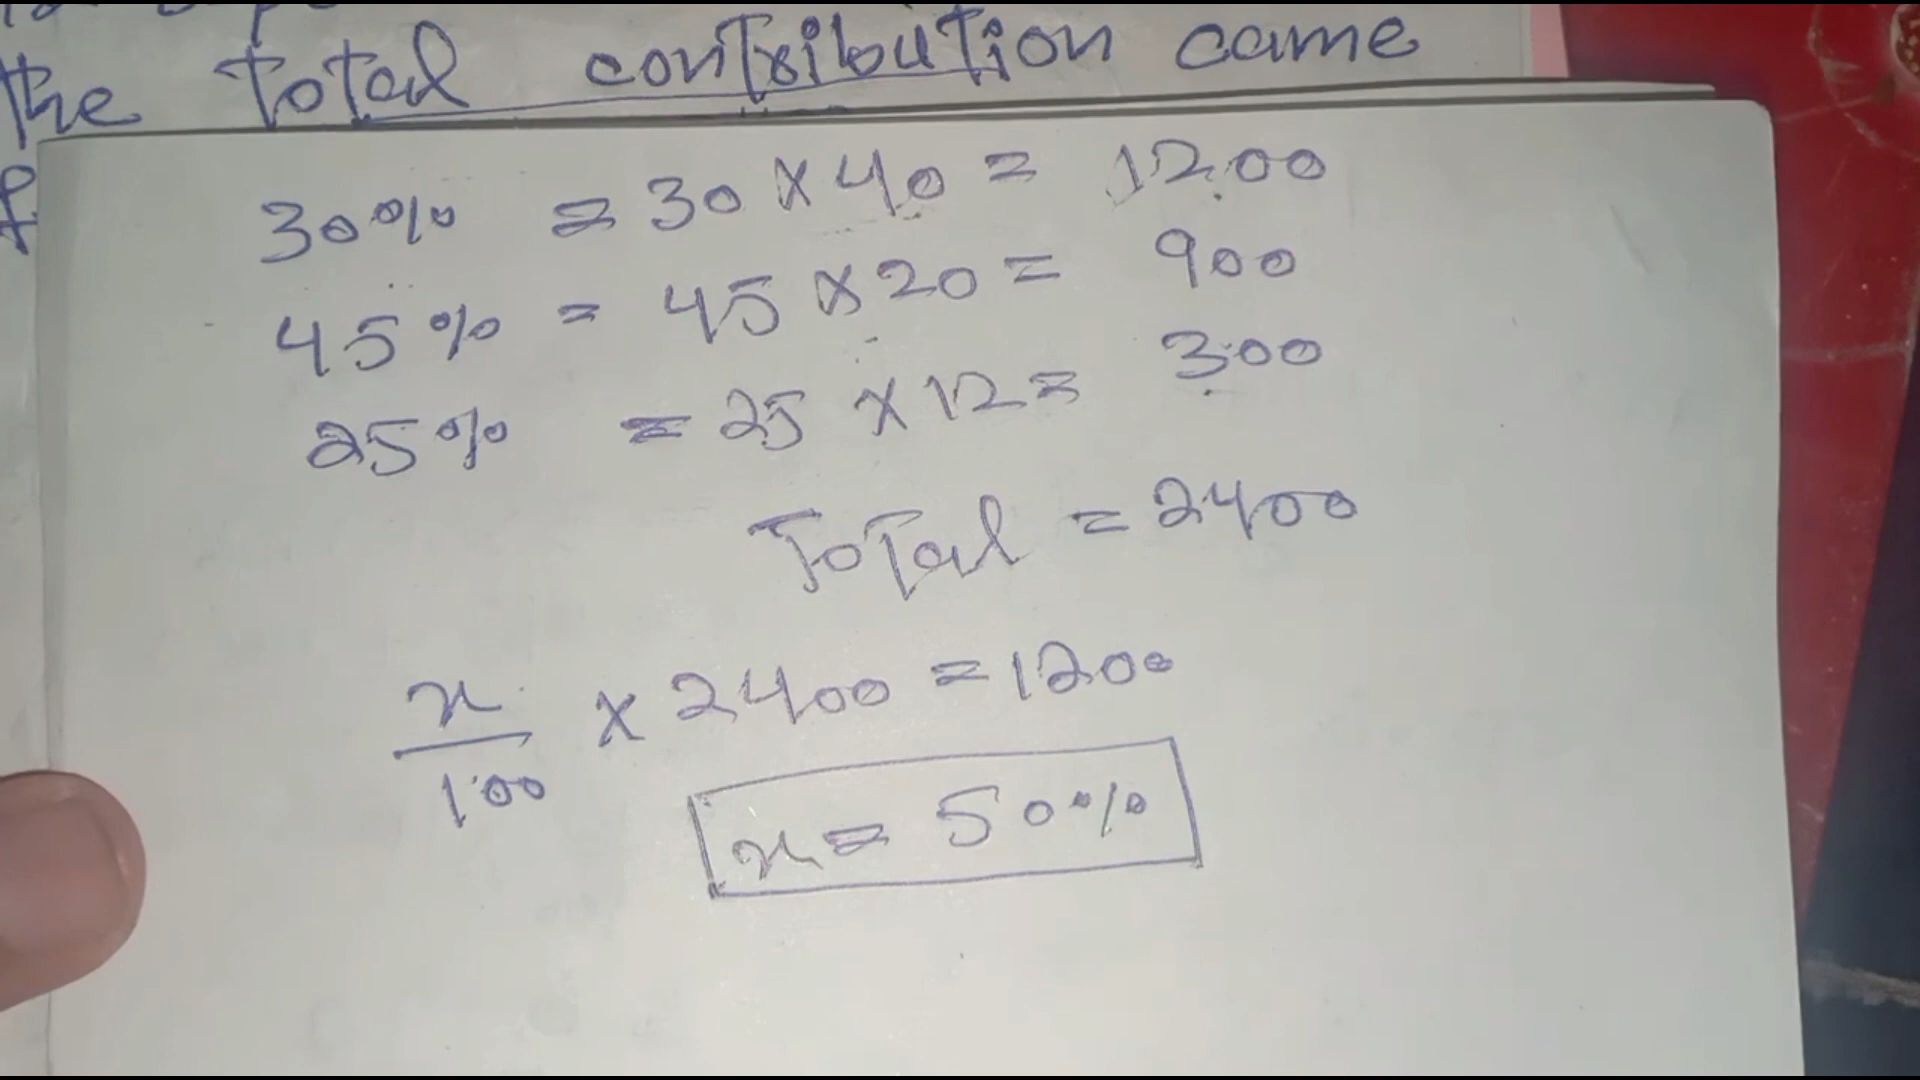 the total contribution came
30% = 30 × 40 = 1200
45% = 45 × 20 = 900
25% = 25 × 12 = 300
Total = 2400
x/100 × 2400 = 1200
x = 50%